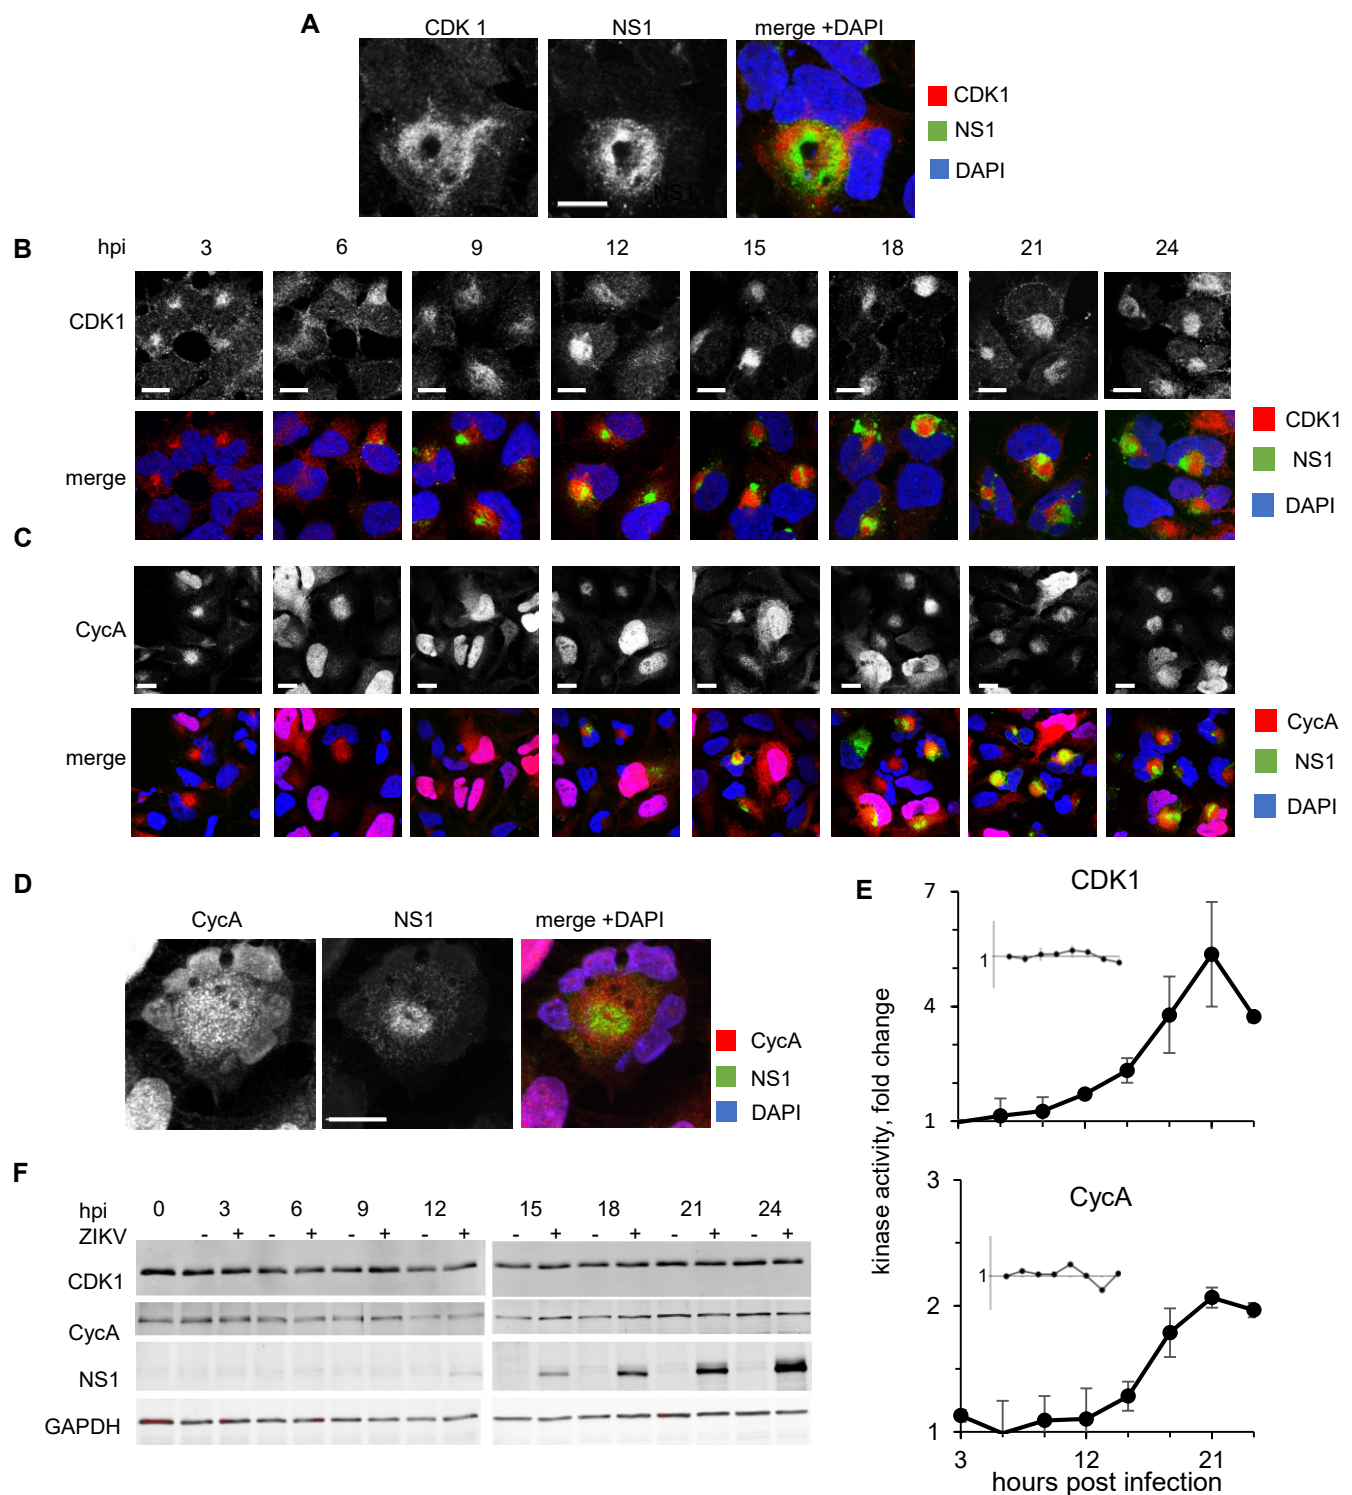 A
CDK 1 NS1 merge +DAPI
CDK1
NS1
DAPI
NS1
B
hpi 3 6 9 12 15 18 21 24
CDK1
merge
CDK1
NS1
DAPI
C
CycA
merge
CycA
NS1
DAPI
D
CycA NS1 merge +DAPI
CycA
NS1
DAPI
E
CDK1
7
4
1
1
kinase activity, fold change
CycA
3
2
1
1
3 12 21
hours post infection
F
hpi 0 3 6 9 12 15 18 21 24
ZIKV - + - + - + - + - + - + - + - +
CDK1
CycA
NS1
GAPDH